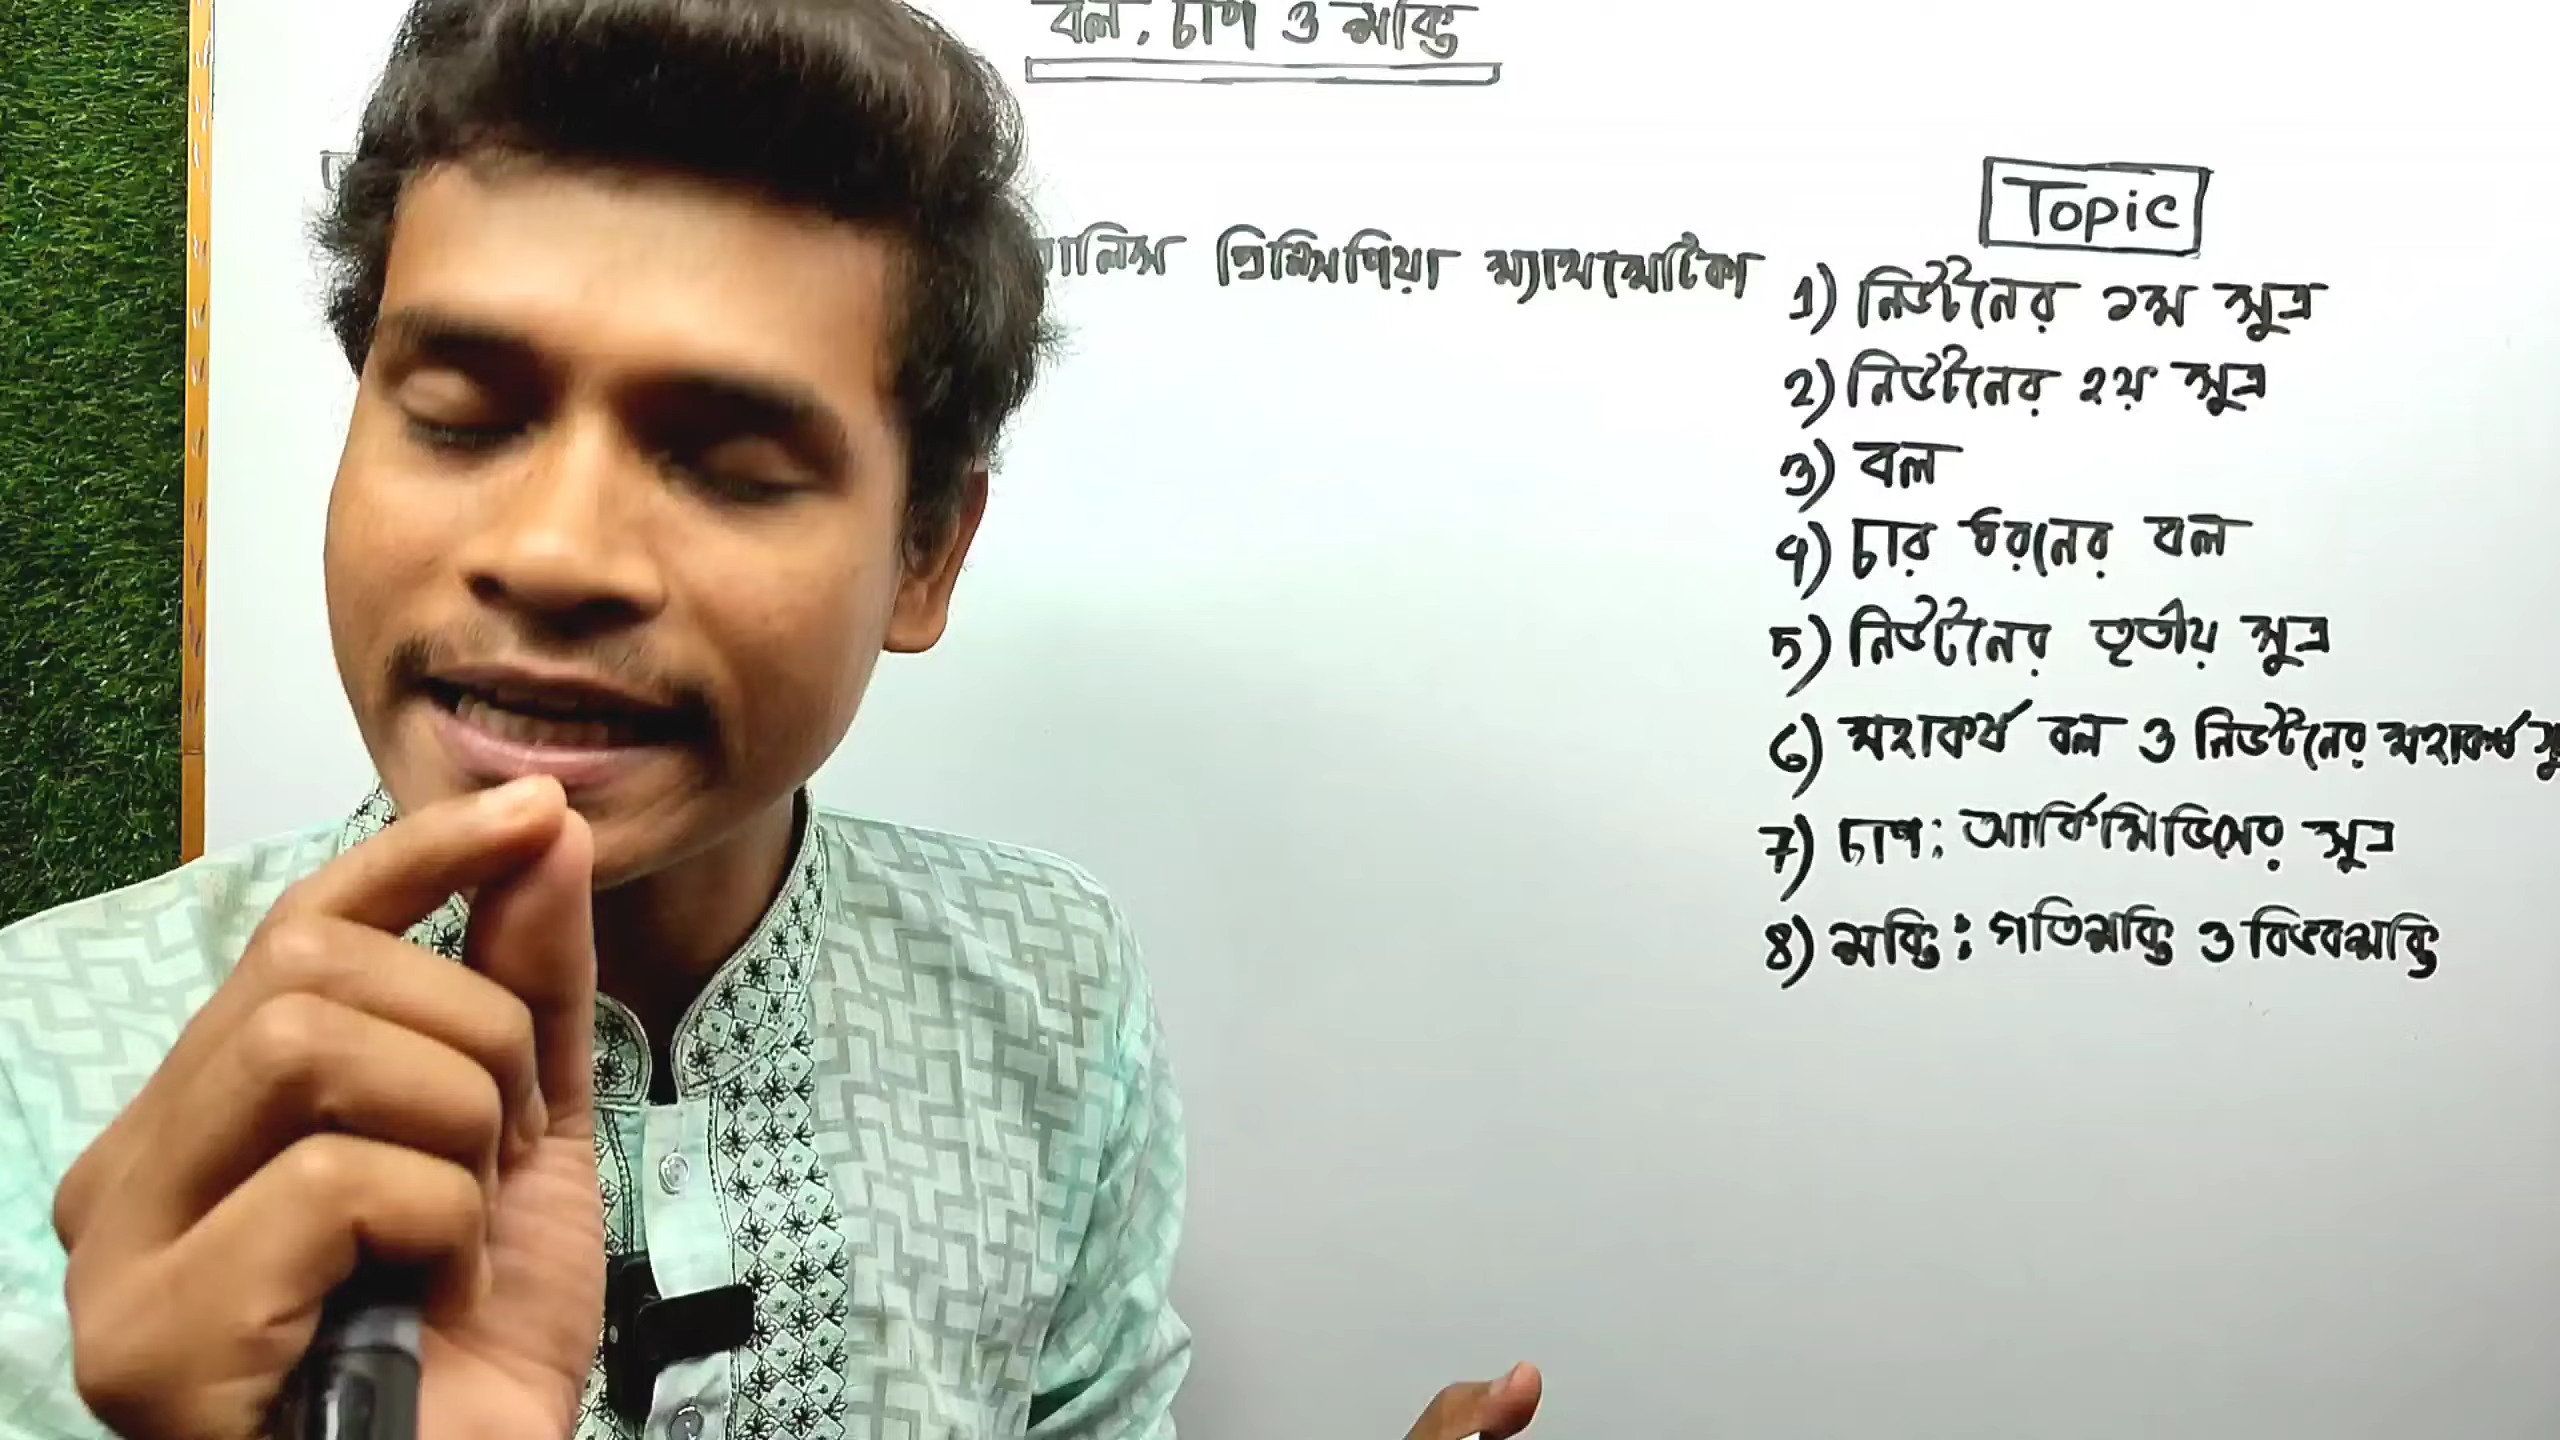 বল, চাপ ও শক্তি
প্রিন্সিপিয়া ম্যাথমেটিকা
Topic
1) নিউটনের ১ম সুত্র
2) নিউটনের ২য় সুত্র
3) বল
4) চার ধরনের বল
5) নিউটনের তৃতীয় সুত্র
6) মহাকর্ষ বল ও নিউটনের মহাকর্ষ
7) চাপ: আর্কিমিডিসের সুত্র
8) শক্তি: গতিশক্তি ও বিভবশক্তি